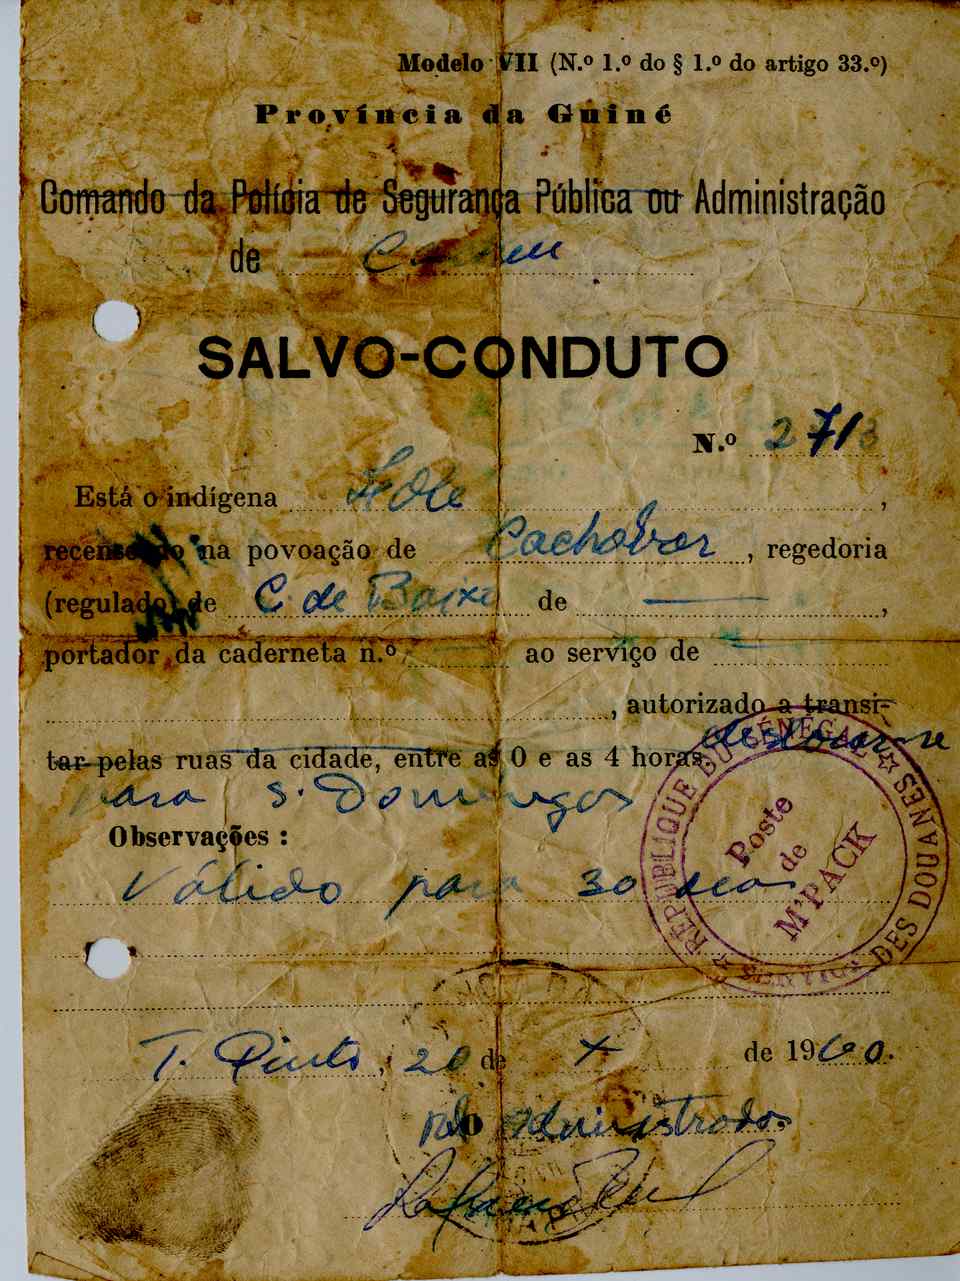 Modelo VII (N.º 1.º do § 1.º do artigo 33.º)
Província da Guiné
Comando da Polícia de Segurança Pública ou Administração
de
SALVO-CONDUTO
N.º 2713
Está o indígena
recenseado na povoação de Cachobar, regedoria
(regulado) de C. de Baixo de —,
portador da caderneta n.º ao serviço de
, autorizado a transi-
tar pelas ruas da cidade, entre as 0 e as 4 horas.
para S. Domingos
Observações :
Válido para 30 dias
T. Pinto, 20 de X de 1960.
Pelo Administrador
RÉPUBLIQUE DU SÉNÉGAL
SERVICE DES DOUANES
Poste
de
M'PACK